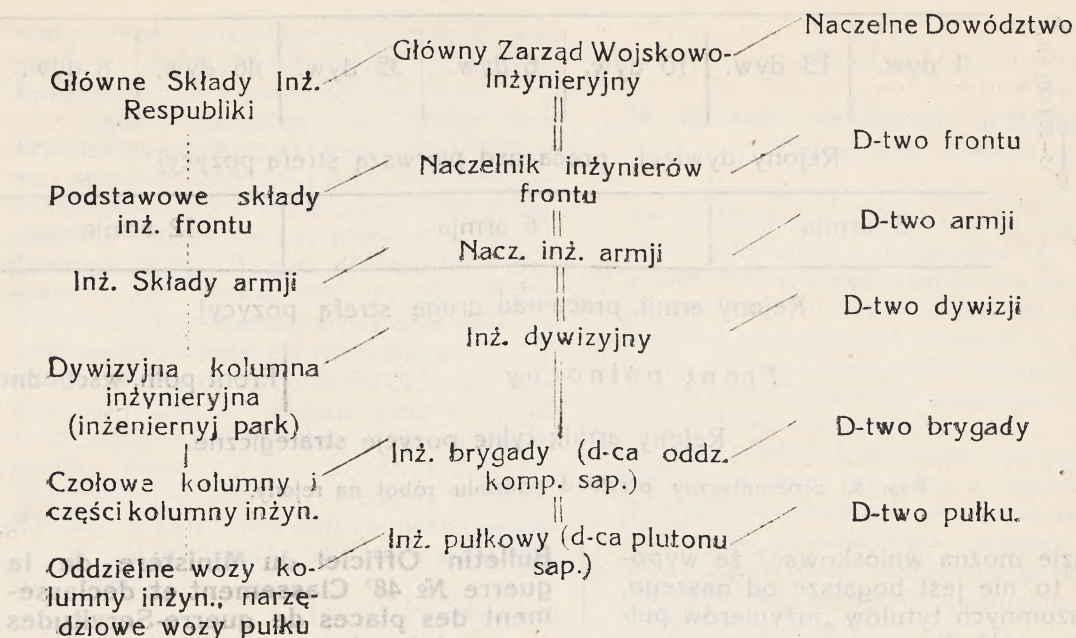 Naczelne Dowództwo
Główny Zarząd Wojskowo-
Inżynieryjny
Główne Składy Inż.
Respubliki
D-two frontu
Naczelnik inżynierów
frontu
Podstawowe składy
inż. frontu
D-two armji
Nacz. inż. armji
Inż. Składy armji
D-two dywizji
Inż. dywizyjny
Dywizyjna kolumna
inżynieryjna
(inżeniernyj park)
D-two brygady
Inż. brygady (d-ca oddz.
komp. sap.)
Czołowe kolumny i
części kolumny inżyn.
D-two pułku.
Inż. pułkowy (d-ca plutonu
sap.)
Oddzielne wozy ko-
lumny inżyn., narzę-
dziowe wozy pułku